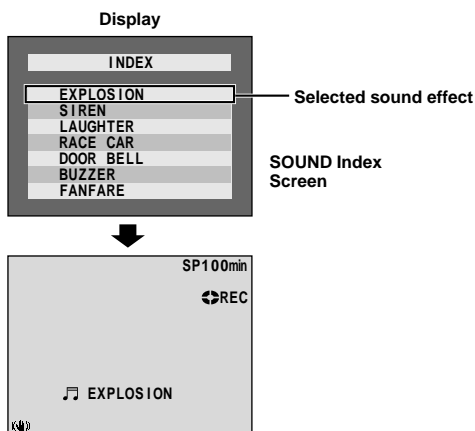 Display
INDEX
EXPLOSION
SIREN
LAUGHTER
RACE CAR
DOOR BELL
BUZZER
FANFARE
Selected sound effect
SOUND Index
Screen
SP100min
REC
EXPLOSION